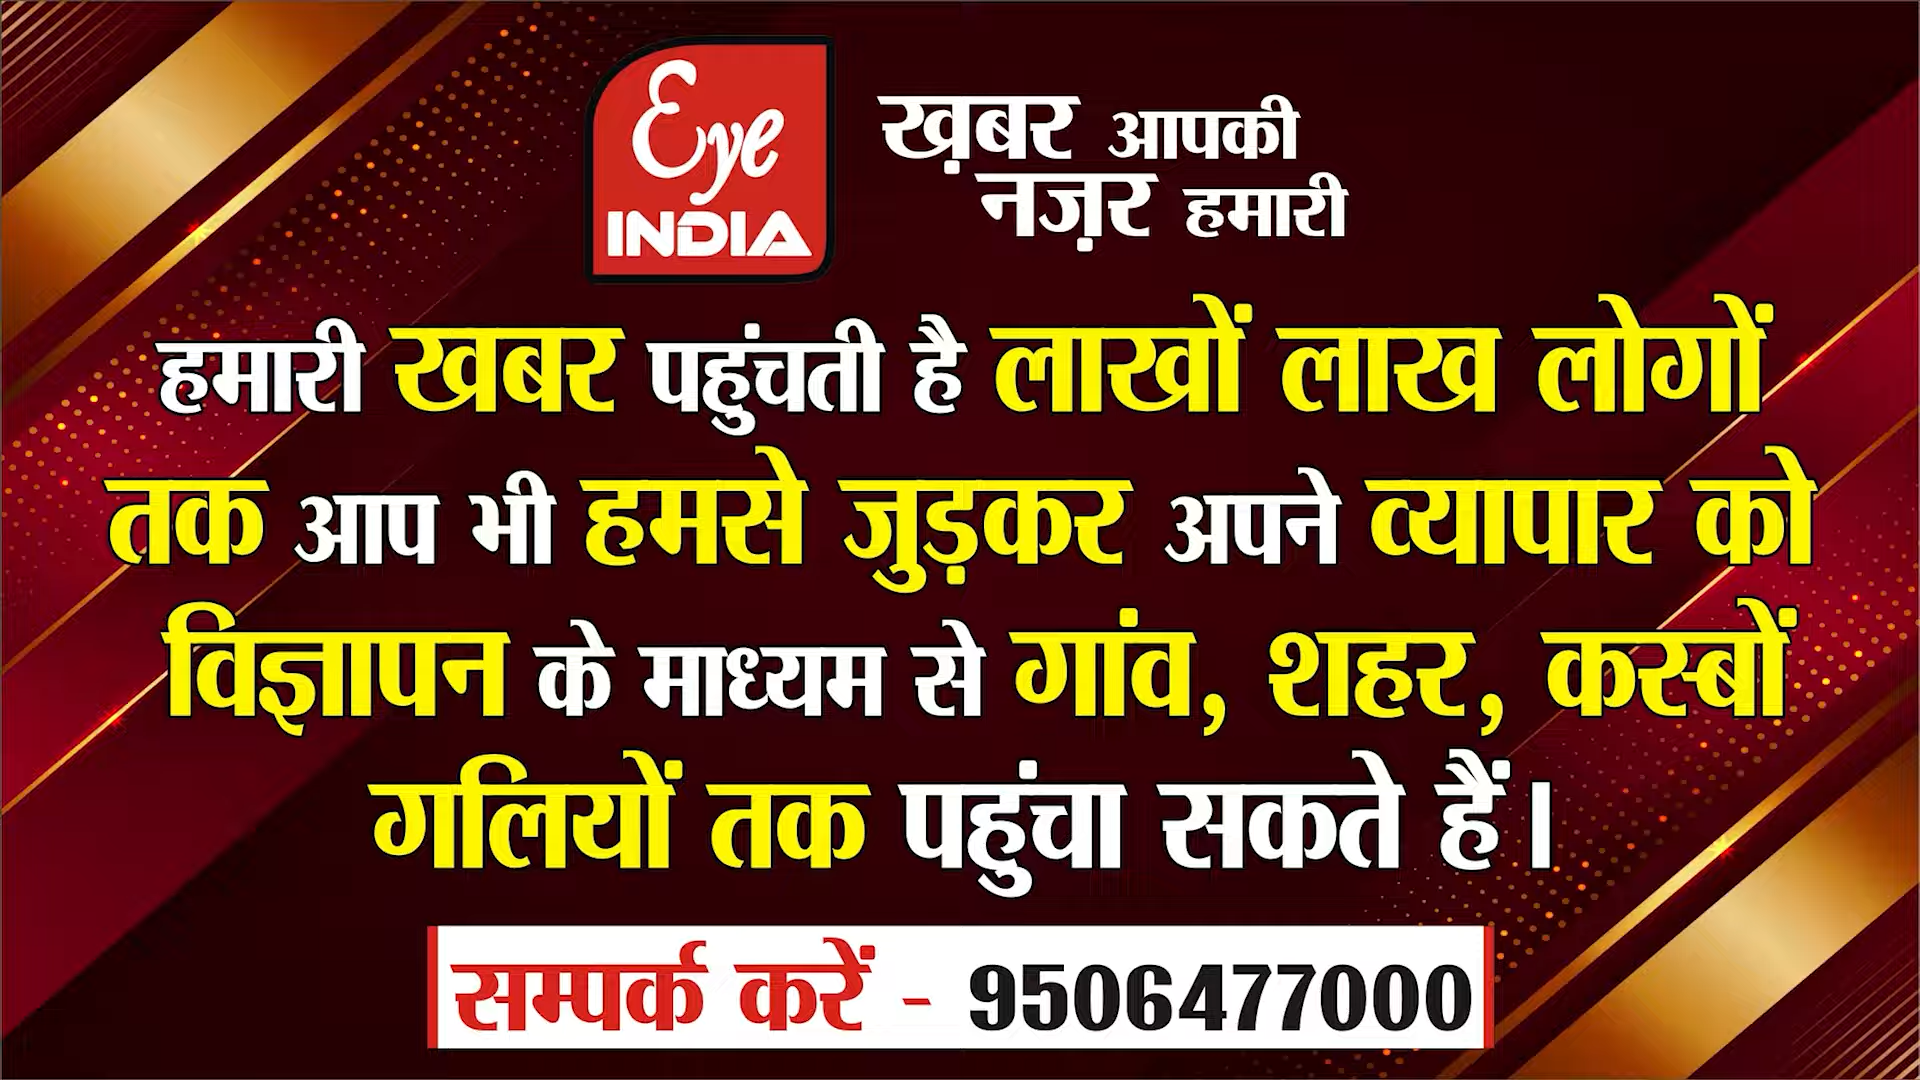 Eye
INDIA
ख़बर आपकी
नज़र हमारी
हमारी खबर पहुंचती है लाखों लाख लोगों
तक आप भी हमसे जुड़कर अपने व्यापार को
विज्ञापन के माध्यम से गांव, शहर, कस्बों
गलियों तक पहुंचा सकते हैं।
सम्पर्क करें - 9506477000